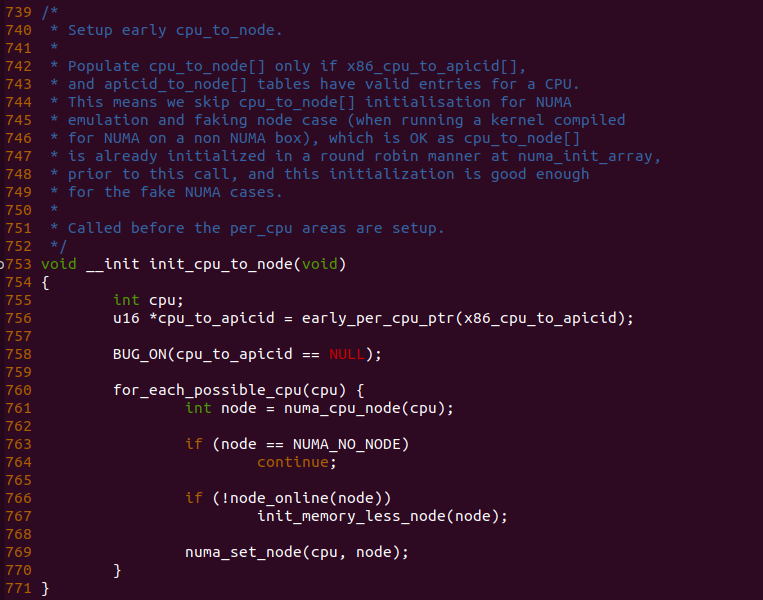 739 /*
740  * Setup early cpu_to_node.
741  *
742  * Populate cpu_to_node[] only if x86_cpu_to_apicid[],
743  * and apicid_to_node[] tables have valid entries for a CPU.
744  * This means we skip cpu_to_node[] initialisation for NUMA
745  * emulation and faking node case (when running a kernel compiled
746  * for NUMA on a non NUMA box), which is OK as cpu_to_node[]
747  * is already initialized in a round robin manner at numa_init_array,
748  * prior to this call, and this initialization is good enough
749  * for the fake NUMA cases.
750  *
751  * Called before the per_cpu areas are setup.
752  */
753 void __init init_cpu_to_node(void)
754 {
755         int cpu;
756         u16 *cpu_to_apicid = early_per_cpu_ptr(x86_cpu_to_apicid);
757
758         BUG_ON(cpu_to_apicid == NULL);
759
760         for_each_possible_cpu(cpu) {
761                 int node = numa_cpu_node(cpu);
762
763                 if (node == NUMA_NO_NODE)
764                         continue;
765
766                 if (!node_online(node))
767                         init_memory_less_node(node);
768
769                 numa_set_node(cpu, node);
770         }
771 }